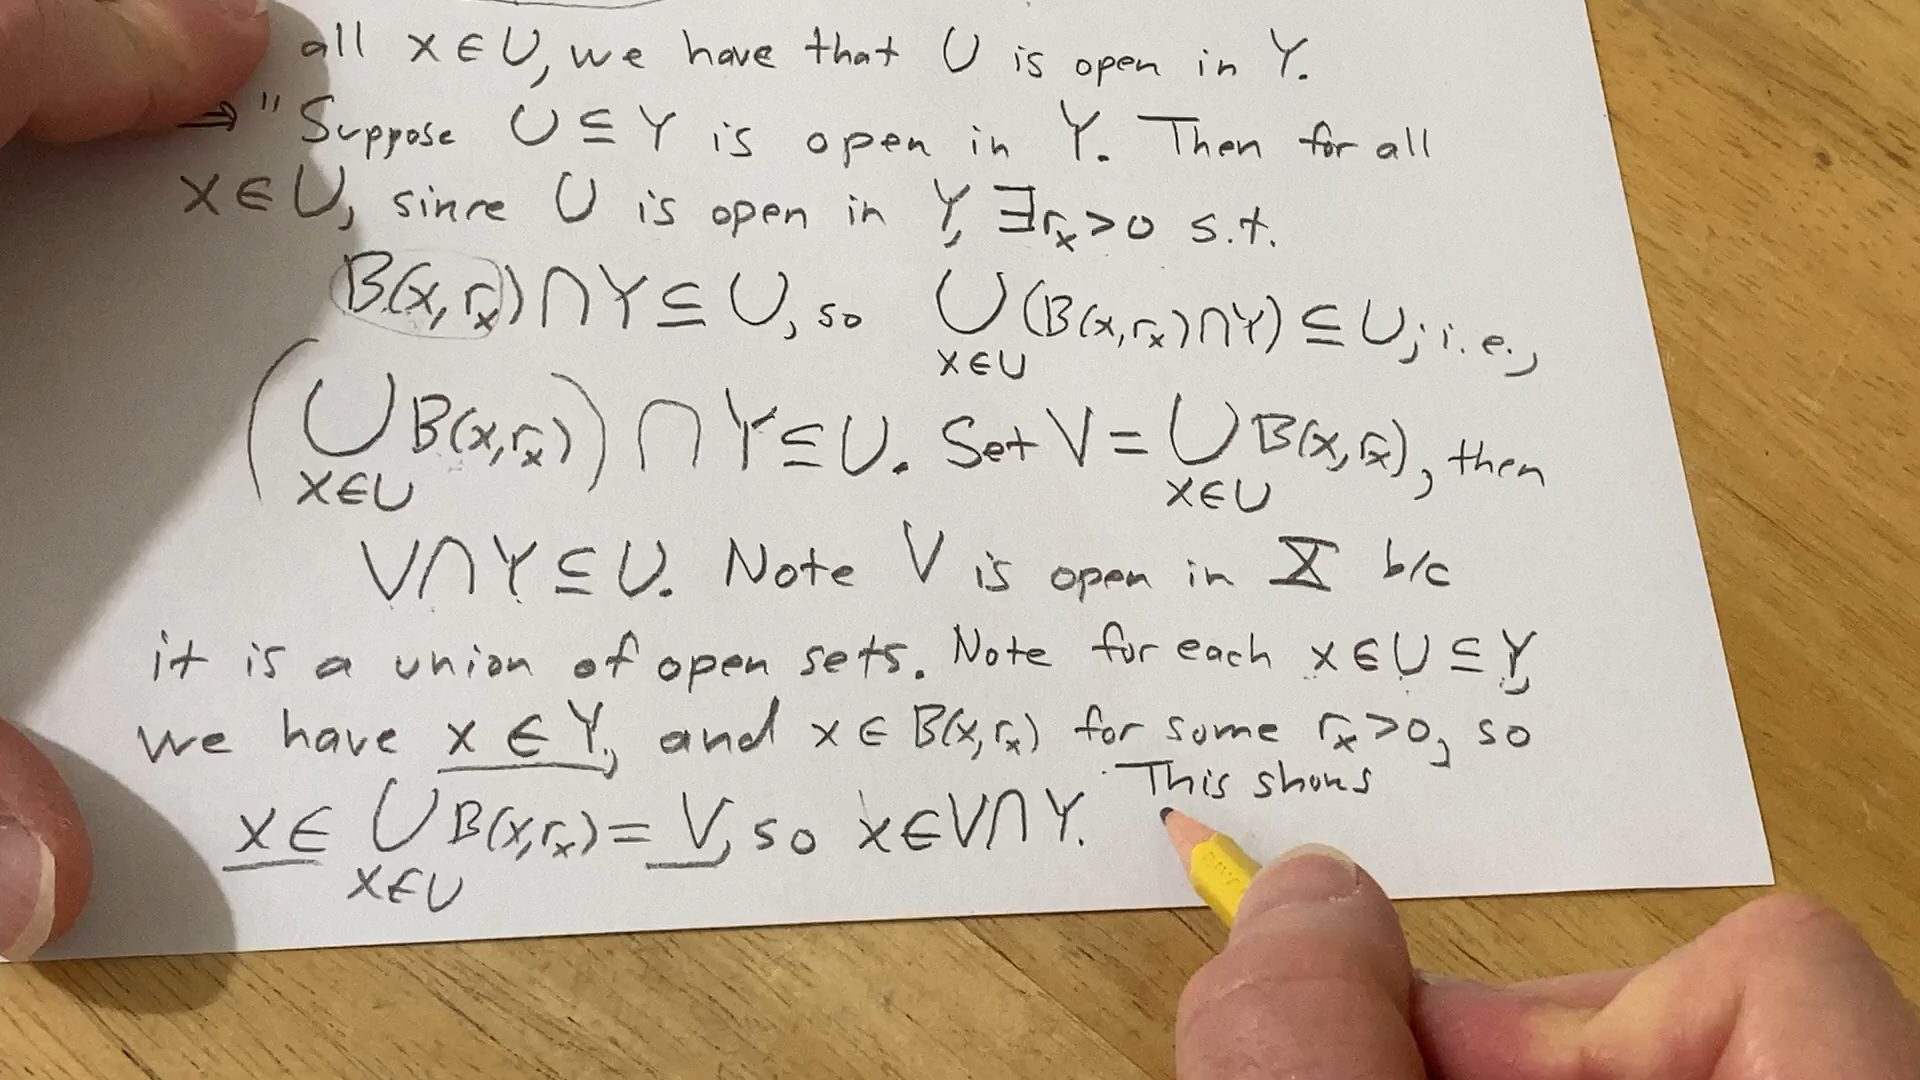 all x ∈ U, we have that U is open in Y.
⇒" Suppose U ⊆ Y is open in Y. Then for all
x ∈ U, since U is open in Y, ∃ r_x > 0 s.t.
B(x, r_x) ∩ Y ⊆ U, so ⋃_{x∈U} (B(x, r_x) ∩ Y) ⊆ U; i.e.,
(⋃_{x∈U} B(x, r_x)) ∩ Y ⊆ U. Set V = ⋃_{x∈U} B(x, r_x), then
V ∩ Y ⊆ U. Note V is open in X b/c
it is a union of open sets. Note for each x ∈ U ⊆ Y,
we have x ∈ Y, and x ∈ B(x, r_x) for some r_x > 0, so
x ∈ ⋃_{x∈U} B(x, r_x) = V, so x ∈ V ∩ Y. This shows